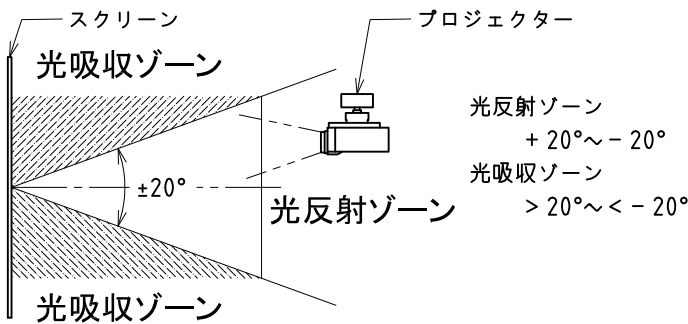 スクリーン
プロジェクター
光吸収ゾーン
光反射ゾーン
+20°~-20°
光吸収ゾーン
>20°~<-20°
±20°
光反射ゾーン
光吸収ゾーン